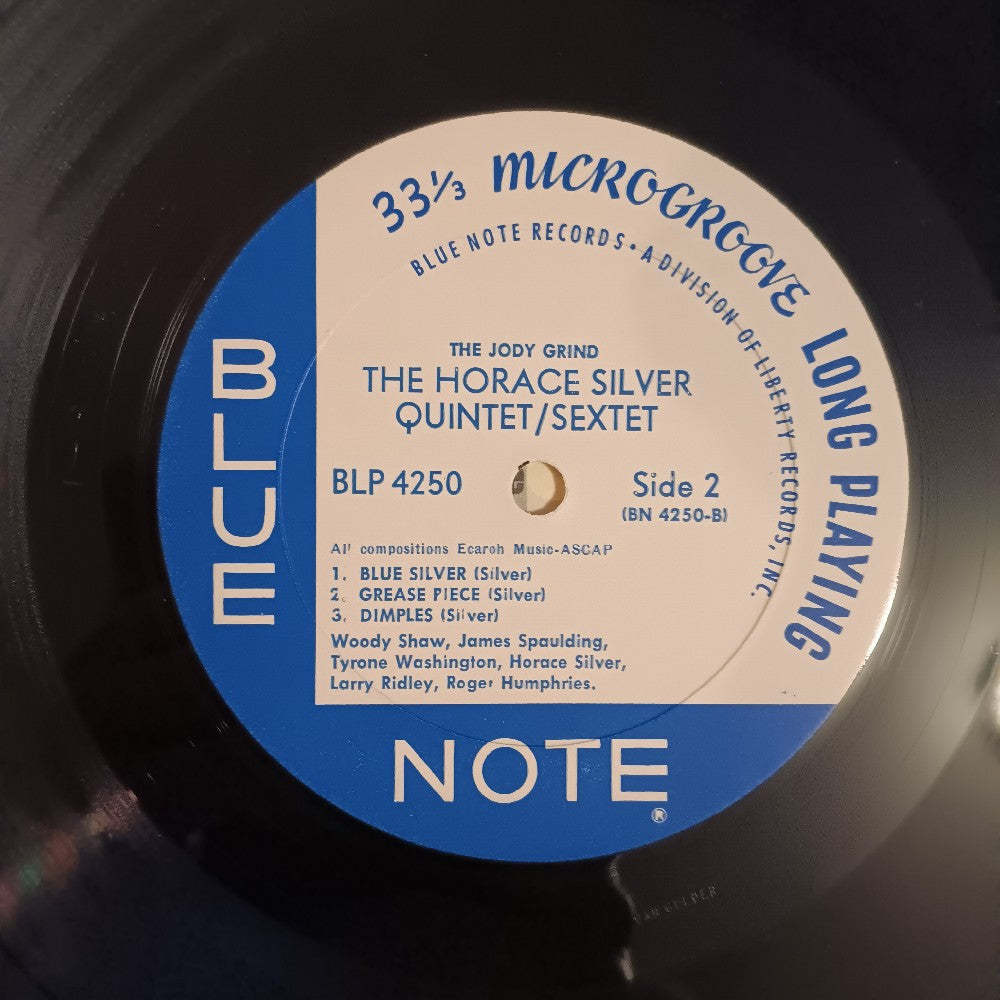 33⅓ MICROGROOVE LONG PLAYING
BLUE NOTE RECORDS • A DIVISION OF LIBERTY RECORDS, INC.
THE JODY GRIND
THE HORACE SILVER
QUINTET/SEXTET
BLP 4250
Side 2
(BN 4250-B)
All compositions Ecaroh Music-ASCAP
1. BLUE SILVER (Silver)
2. GREASE PIECE (Silver)
3. DIMPLES (Silver)
Woody Shaw, James Spaulding,
Tyrone Washington, Horace Silver,
Larry Ridley, Roger Humphries.
BLUE
NOTE
®
VAN GELDER